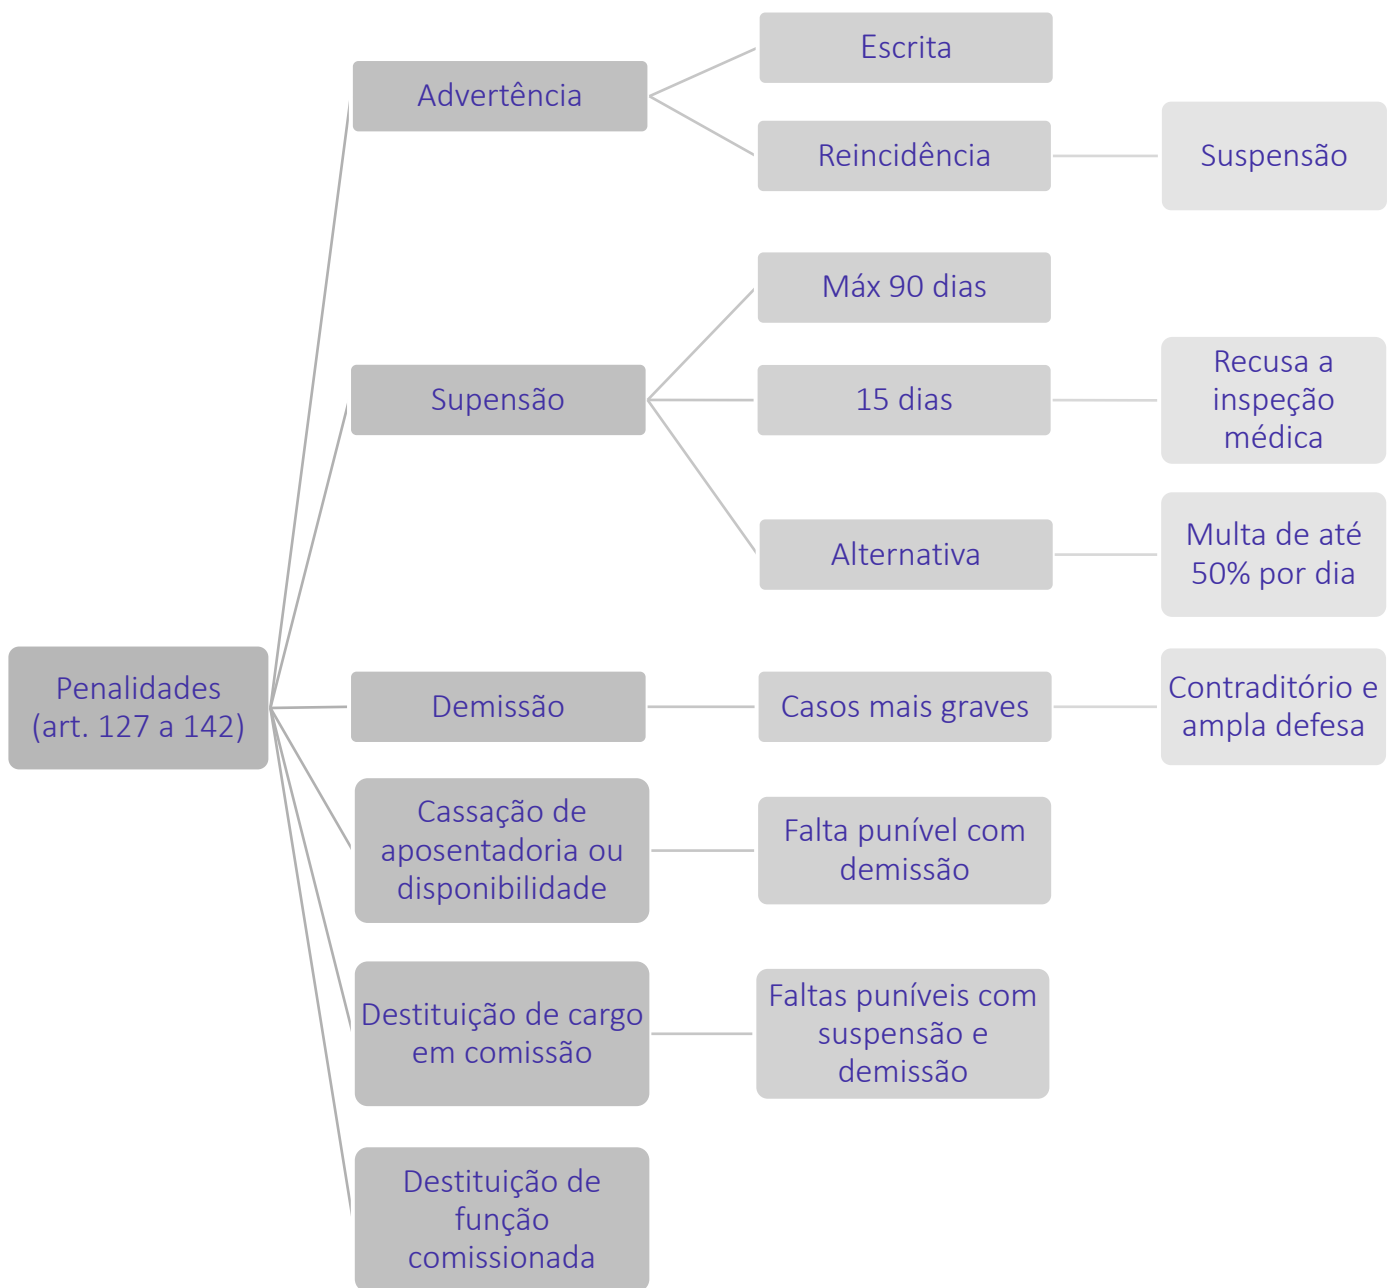 Penalidades
(art. 127 a 142)
Advertência
Escrita
Reincidência
Suspensão
Supensão
Máx 90 dias
15 dias
Recusa a
inspeção
médica
Alternativa
Multa de até
50% por dia
Demissão
Casos mais graves
Contraditório e
ampla defesa
Cassação de
aposentadoria ou
disponibilidade
Falta punível com
demissão
Destituição de cargo
em comissão
Faltas puníveis com
suspensão e
demissão
Destituição de
função
comissionada